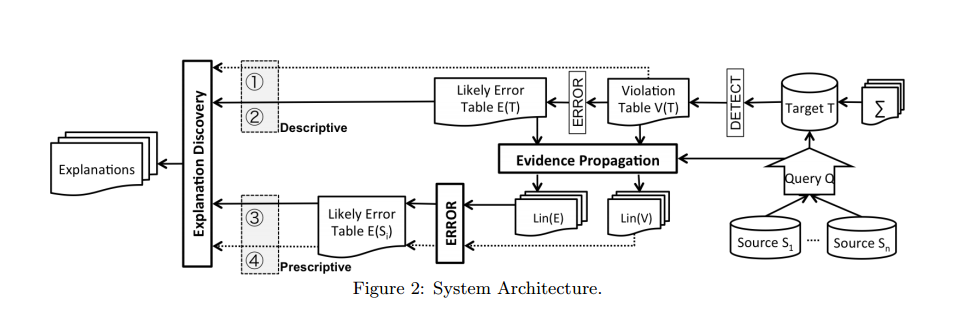 ①
②
Descriptive
Explanation Discovery
Explanations
Likely Error
Table E(T)
ERROR
Violation
Table V(T)
DETECT
Target T
∑
Evidence Propagation
Query Q
Source S1
....
Source Sn
Lin(E)
Lin(V)
ERROR
Likely Error
Table E(Si)
③
④
Prescriptive
Figure 2: System Architecture.